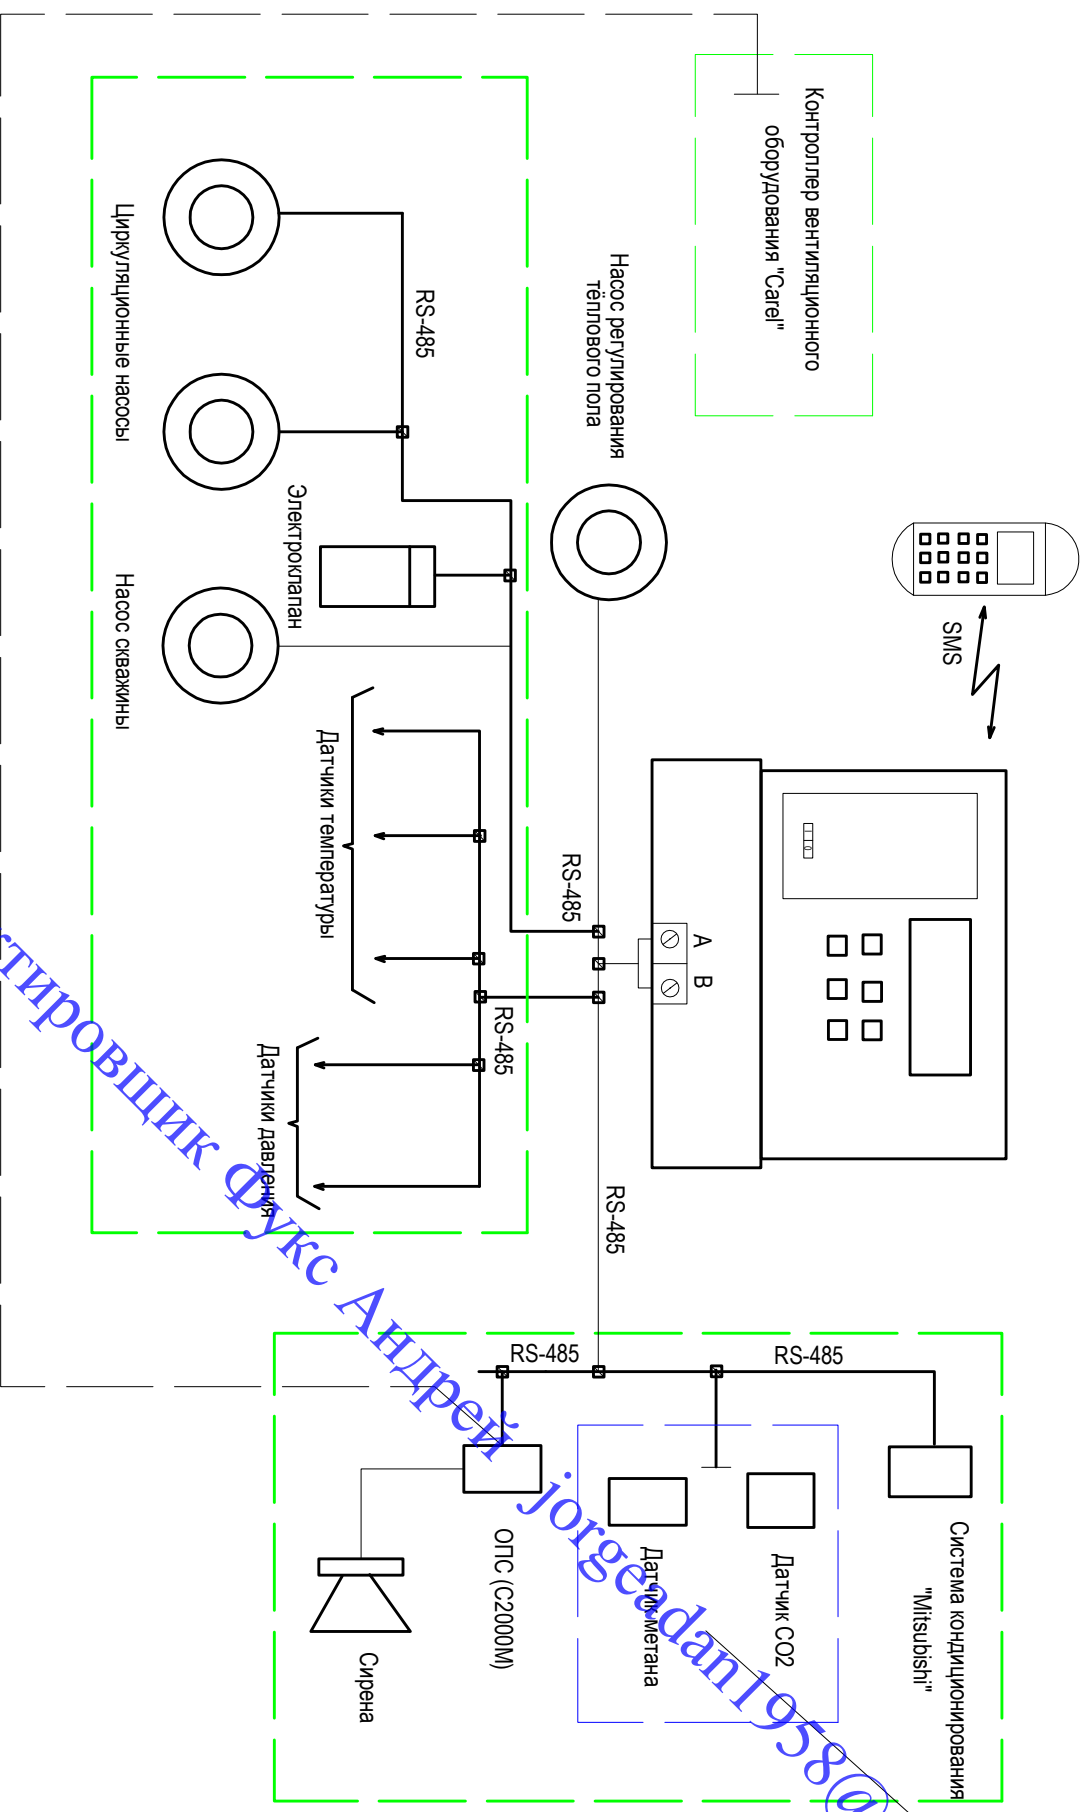 Контроллер вентиляционного
оборудования "Carel"
SMS
Насос регулирования
тёплового пола
RS-485
Циркуляционные насосы
Электроклапан
Насос скважины
Датчики температуры
RS-485
A
B
RS-485
Датчики давления
RS-485
RS-485
RS-485
Система кондиционирования
"Mitsubishi"
Датчик CO2
Датчик метана
ОПС (С2000М)
Сирена
Фукс Андрей jorgeadan1958@